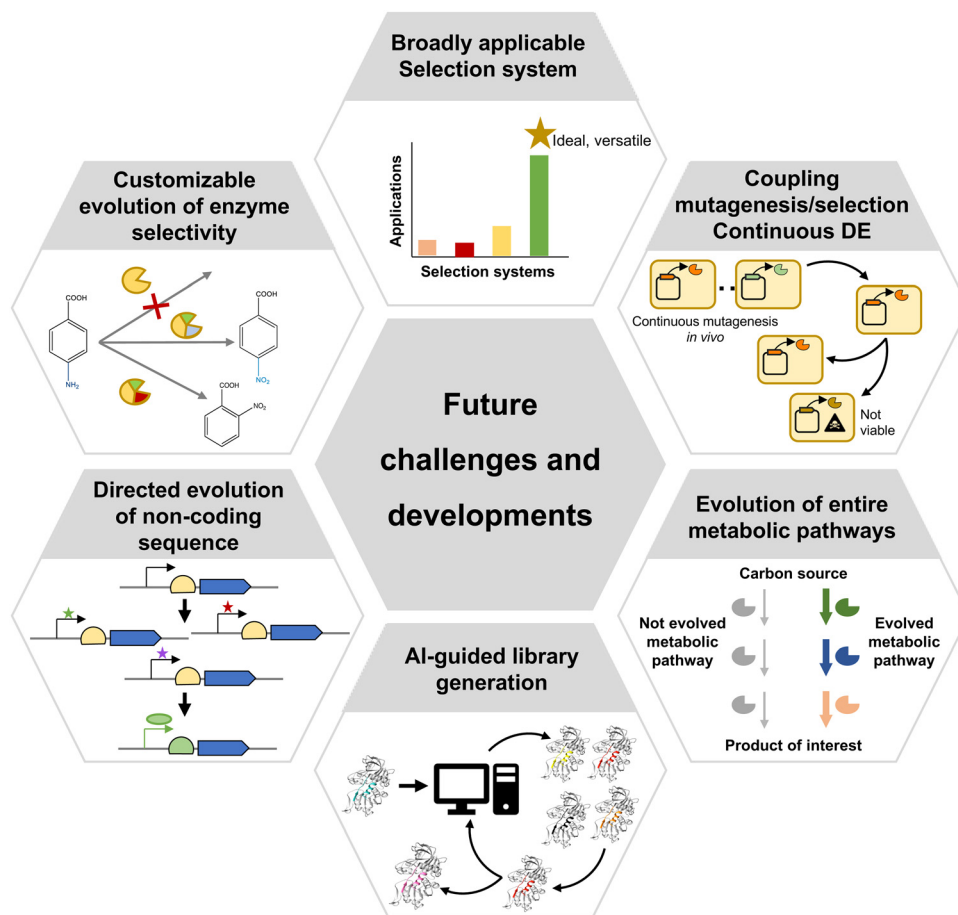 Broadly applicable
Selection system
Ideal, versatile
Applications
Selection systems
Customizable
evolution of enzyme
selectivity
COOH
NH₂
COOH
NO₂
COOH
NO₂
Coupling
mutagenesis/selection
Continuous DE
Continuous mutagenesis
in vivo
Not
viable
Future
challenges and
developments
Directed evolution
of non-coding
sequence
Evolution of entire
metabolic pathways
Carbon source
Not evolved
metabolic
pathway
Evolved
metabolic
pathway
Product of interest
AI-guided library
generation